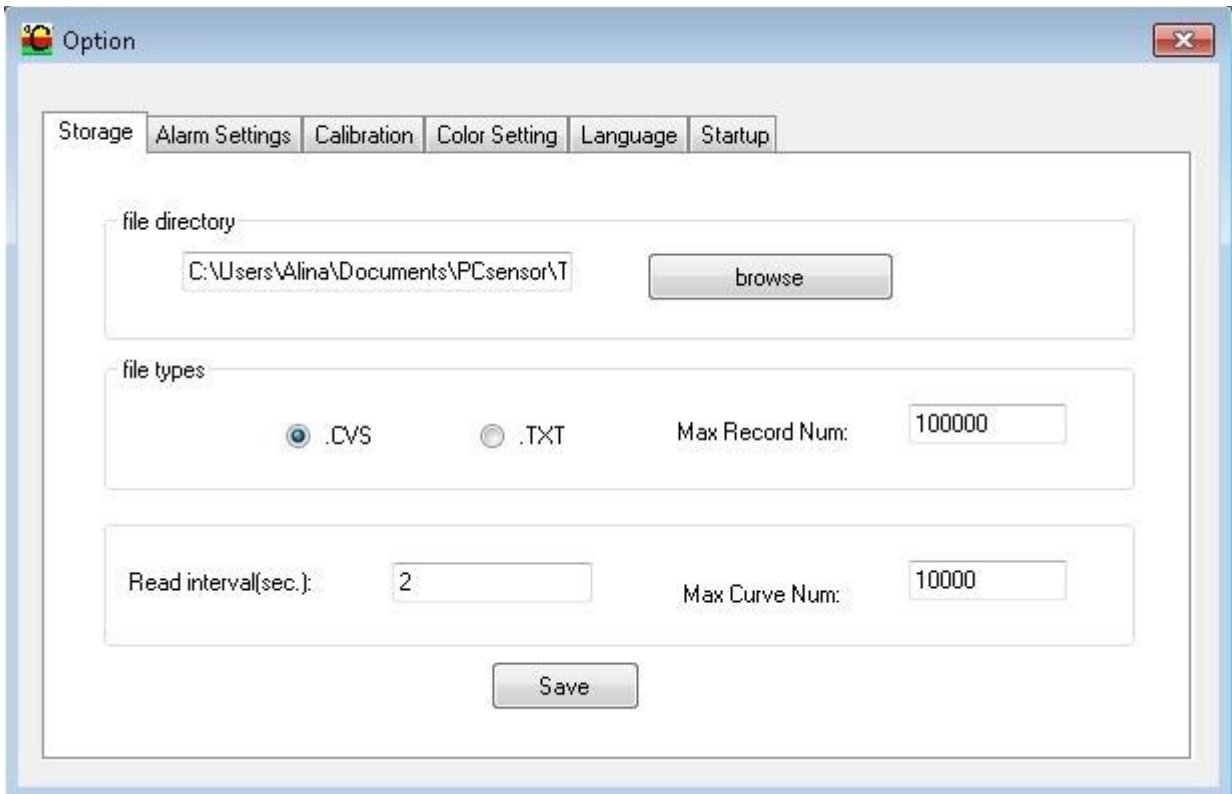 Option
Storage Alarm Settings Calibration Color Setting Language Startup
file directory
C:\Users\Alina\Documents\PCsensor\T browse
file types
.CVS .TXT Max Record Num: 100000
Read interval(sec.): 2 Max Curve Num: 10000
Save